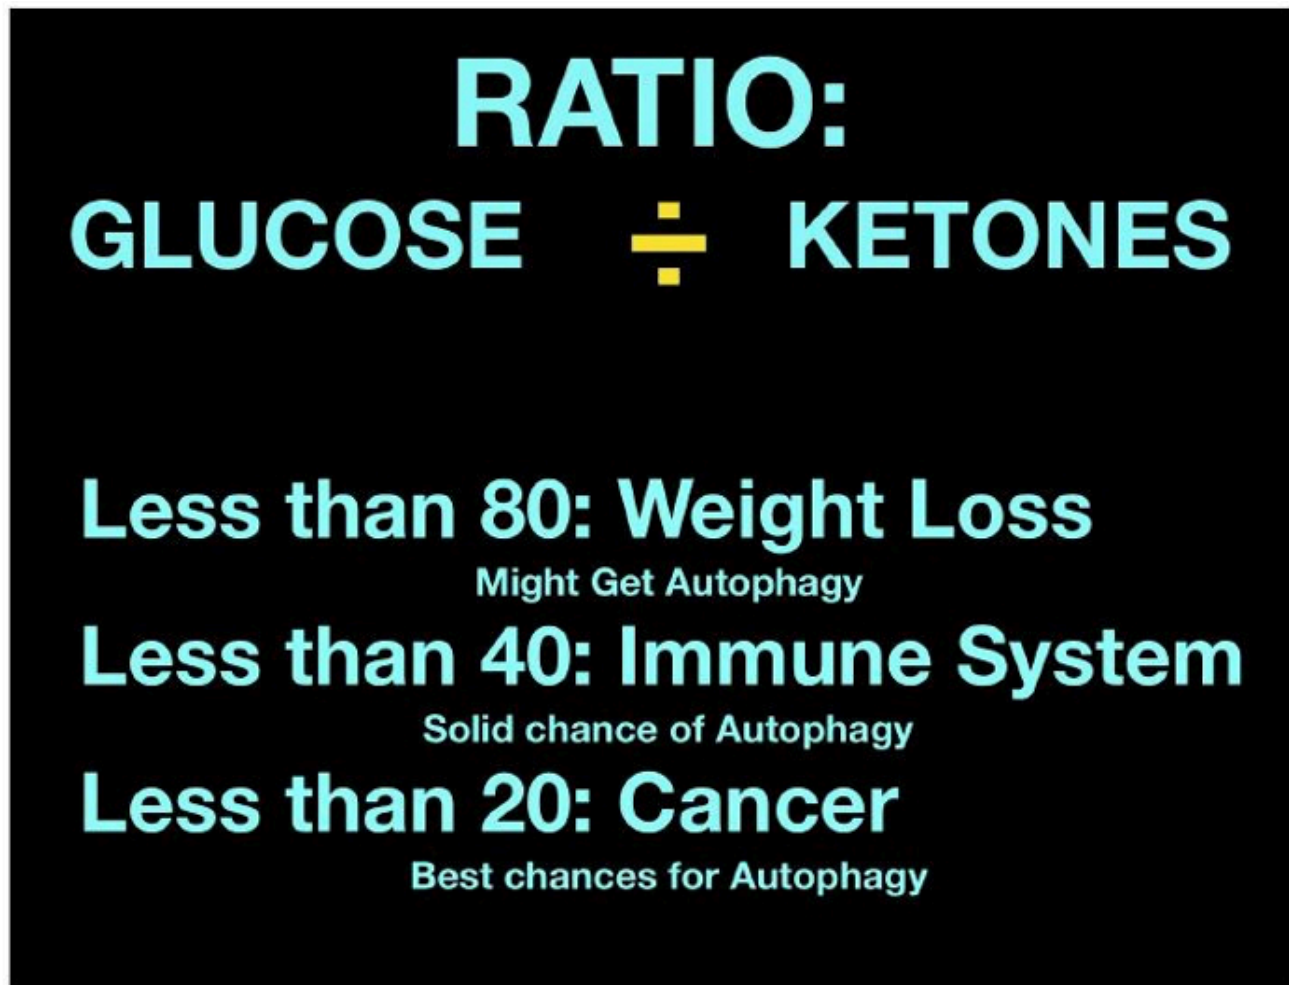 RATIO:
GLUCOSE ÷ KETONES
Less than 80: Weight Loss
Might Get Autophagy
Less than 40: Immune System
Solid chance of Autophagy
Less than 20: Cancer
Best chances for Autophagy